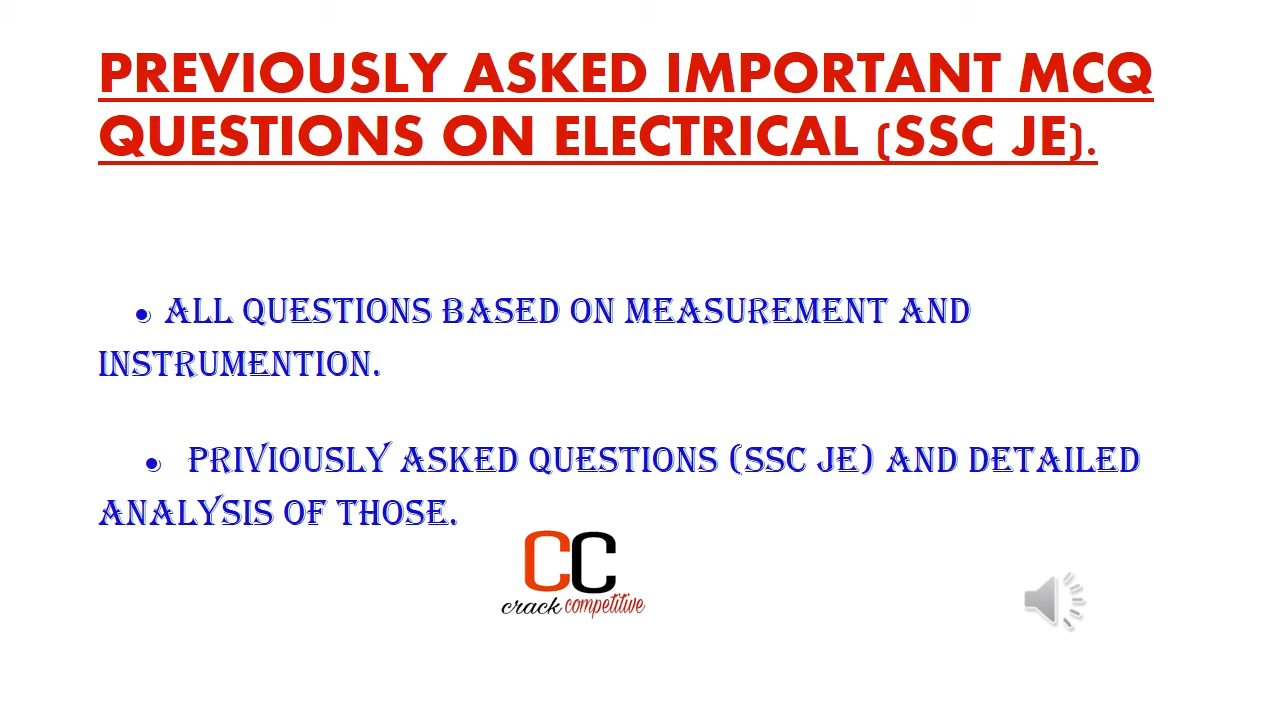 PREVIOUSLY ASKED IMPORTANT MCQ
QUESTIONS ON ELECTRICAL (SSC JE).
• ALL QUESTIONS BASED ON MEASUREMENT AND
INSTRUMENTION.
• PRIVIOUSLY ASKED QUESTIONS (SSC JE) AND DETAILED
ANALYSIS OF THOSE.
CC
crack competitive